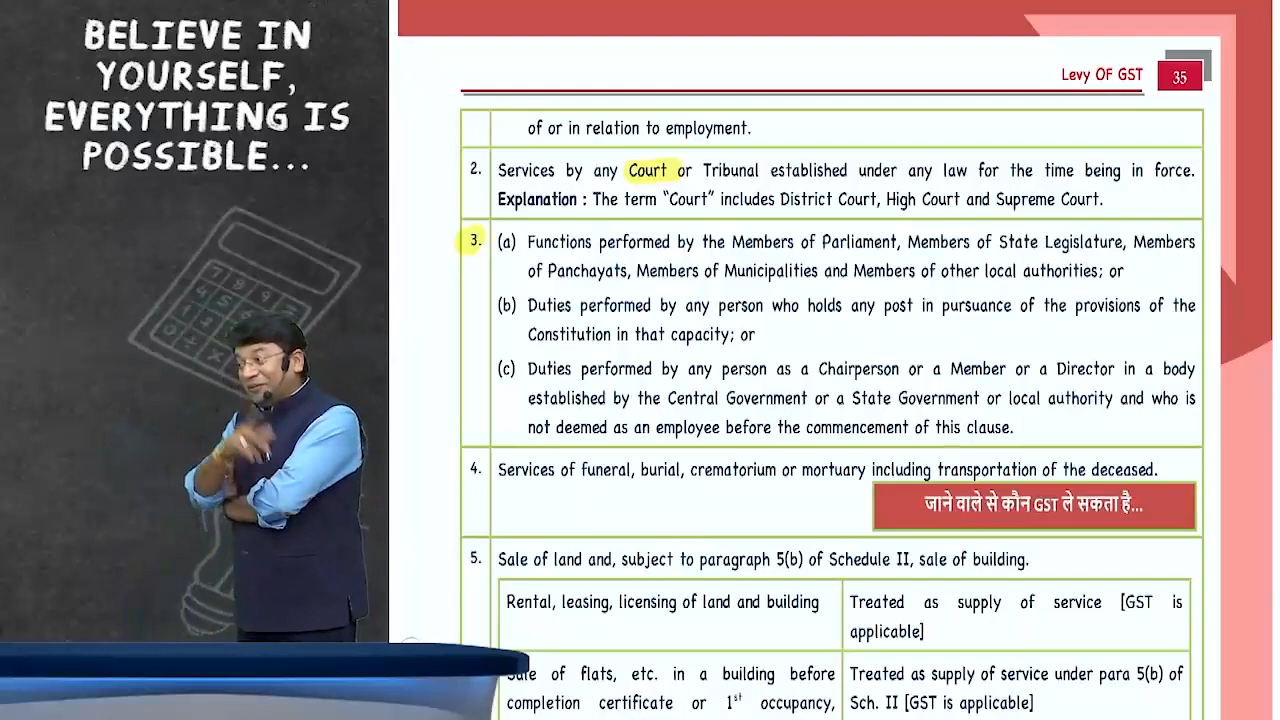 BELIEVE IN
YOURSELF,
EVERYTHING IS
POSSIBLE...
Levy OF GST
35
of or in relation to employment.
2. Services by any Court or Tribunal established under any law for the time being in force.
Explanation : The term “Court” includes District Court, High Court and Supreme Court.
3. (a) Functions performed by the Members of Parliament, Members of State Legislature, Members
of Panchayats, Members of Municipalities and Members of other local authorities; or
(b) Duties performed by any person who holds any post in pursuance of the provisions of the
Constitution in that capacity; or
(c) Duties performed by any person as a Chairperson or a Member or a Director in a body
established by the Central Government or a State Government or local authority and who is
not deemed as an employee before the commencement of this clause.
4. Services of funeral, burial, crematorium or mortuary including transportation of the deceased.
जाने वाले से कौन GST ले सकता है...
5. Sale of land and, subject to paragraph 5(b) of Schedule II, sale of building.
Rental, leasing, licensing of land and building
Treated as supply of service [GST is
applicable]
Sale of flats, etc. in a building before
completion certificate or 1st occupancy,
Treated as supply of service under para 5(b) of
Sch. II [GST is applicable]